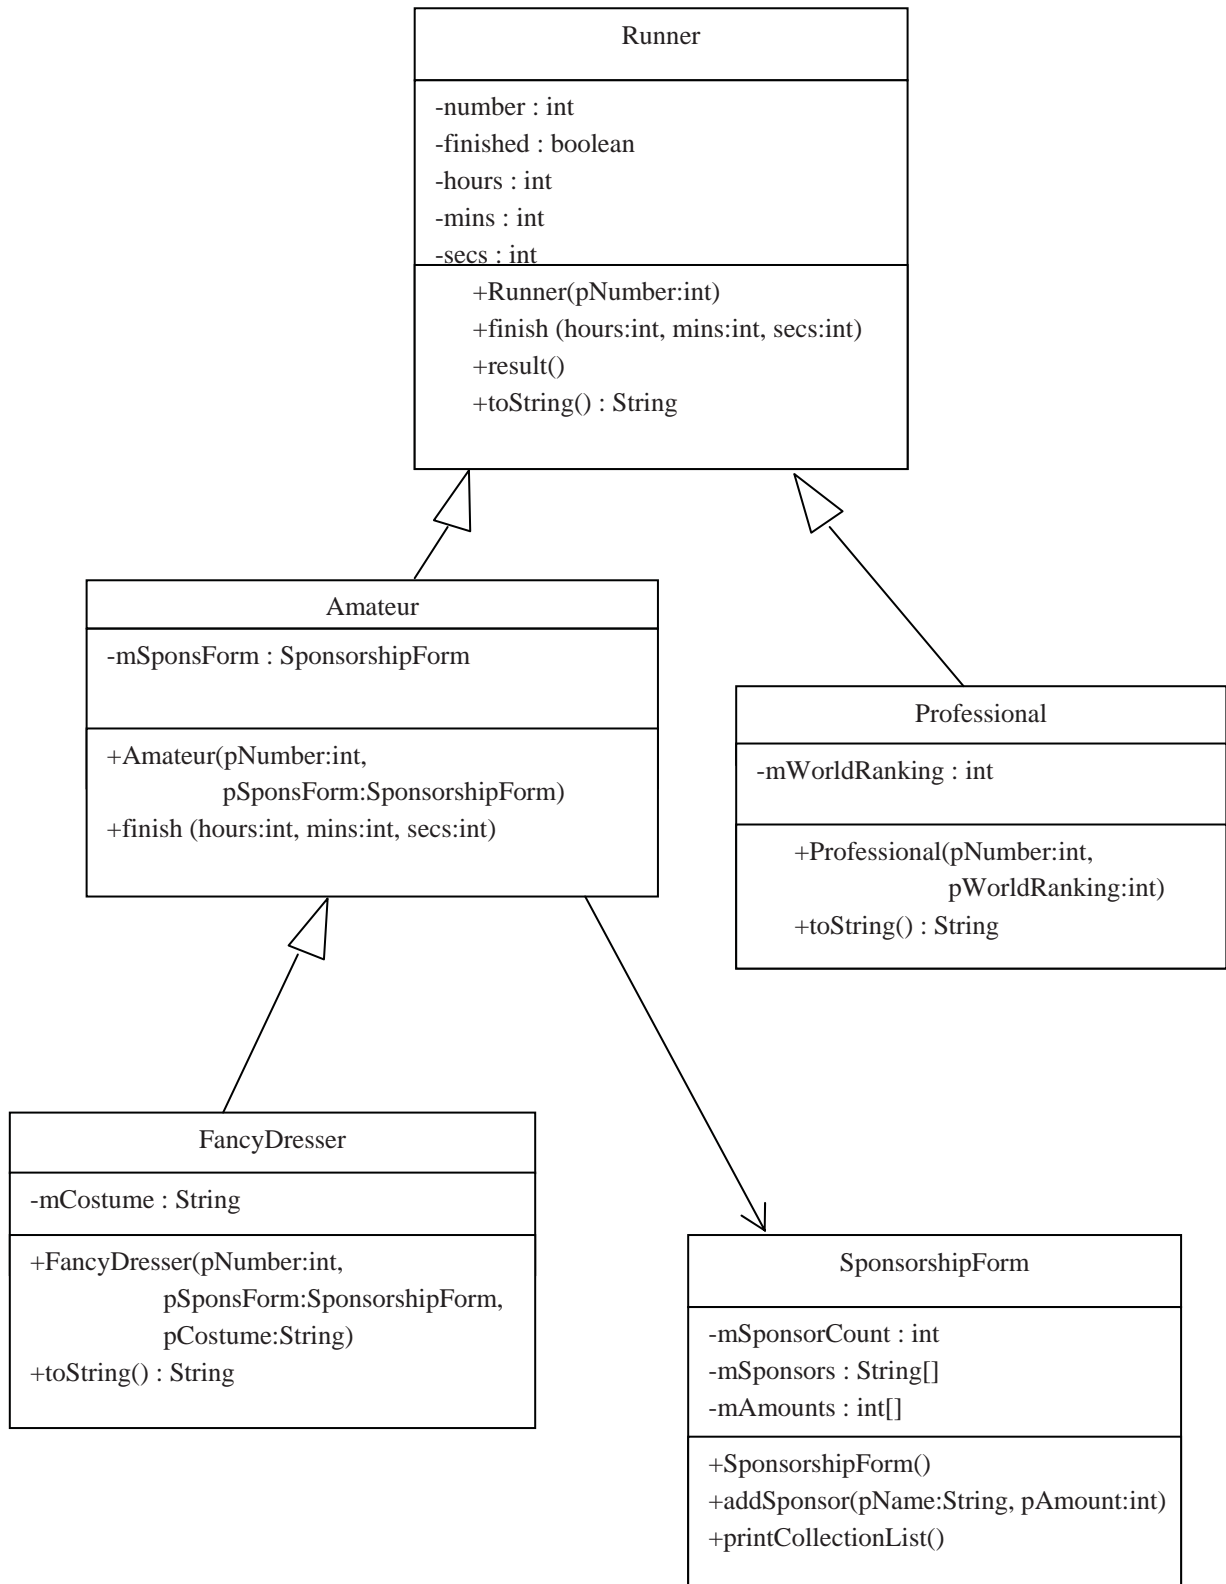 Runner
-number : int
-finished : boolean
-hours : int
-mins : int
-secs : int
+Runner(pNumber:int)
+finish (hours:int, mins:int, secs:int)
+result()
+toString() : String
Amateur
-mSponsForm : SponsorshipForm
+Amateur(pNumber:int,
pSponsForm:SponsorshipForm)
+finish (hours:int, mins:int, secs:int)
Professional
-mWorldRanking : int
+Professional(pNumber:int,
pWorldRanking:int)
+toString() : String
FancyDresser
-mCostume : String
+FancyDresser(pNumber:int,
pSponsForm:SponsorshipForm,
pCostume:String)
+toString() : String
SponsorshipForm
-mSponsorCount : int
-mSponsors : String[]
-mAmounts : int[]
+SponsorshipForm()
+addSponsor(pName:String, pAmount:int)
+printCollectionList()